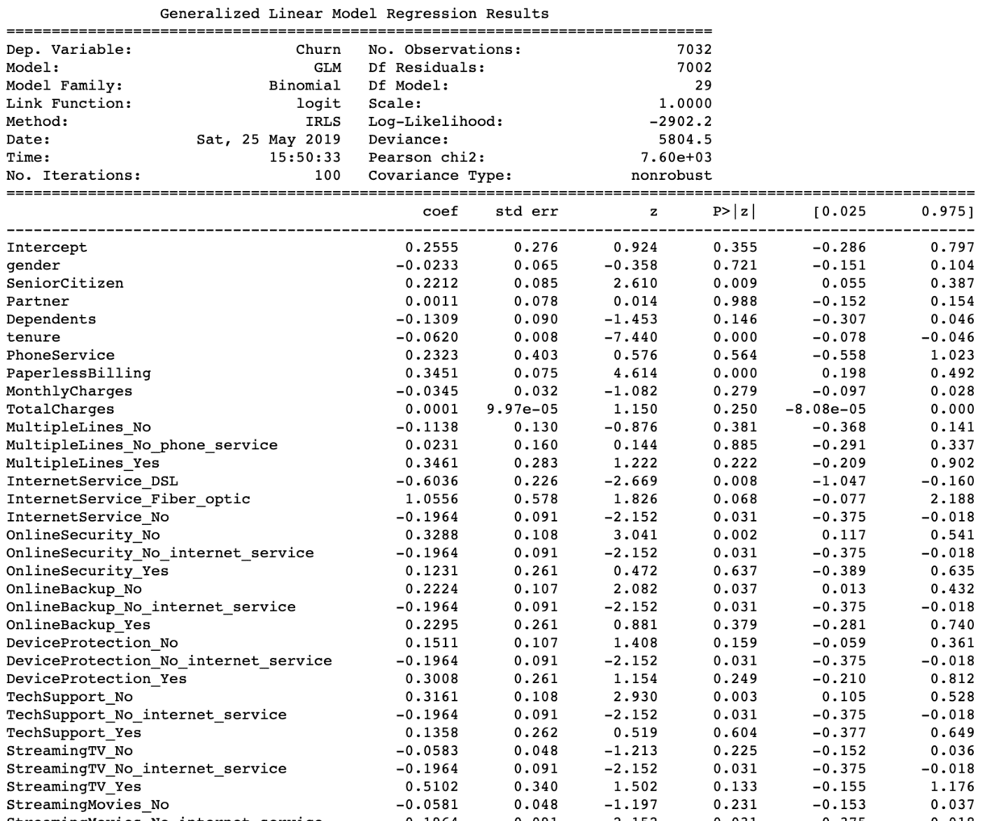 Generalized Linear Model Regression Results
==============================================================================
Dep. Variable: Churn No. Observations: 7032
Model: GLM Df Residuals: 7002
Model Family: Binomial Df Model: 29
Link Function: logit Scale: 1.0000
Method: IRLS Log-Likelihood: -2902.2
Date: Sat, 25 May 2019 Deviance: 5804.5
Time: 15:50:33 Pearson chi2: 7.60e+03
No. Iterations: 100 Covariance Type: nonrobust
===========================================================================================================
coef std err z P>|z| [0.025 0.975]
-----------------------------------------------------------------------------------------------------------
Intercept 0.2555 0.276 0.924 0.355 -0.286 0.797
gender -0.0233 0.065 -0.358 0.721 -0.151 0.104
SeniorCitizen 0.2212 0.085 2.610 0.009 0.055 0.387
Partner 0.0011 0.078 0.014 0.988 -0.152 0.154
Dependents -0.1309 0.090 -1.453 0.146 -0.307 0.046
tenure -0.0620 0.008 -7.440 0.000 -0.078 -0.046
PhoneService 0.2323 0.403 0.576 0.564 -0.558 1.023
PaperlessBilling 0.3451 0.075 4.614 0.000 0.198 0.492
MonthlyCharges -0.0345 0.032 -1.082 0.279 -0.097 0.028
TotalCharges 0.0001 9.97e-05 1.150 0.250 -8.08e-05 0.000
MultipleLines_No -0.1138 0.130 -0.876 0.381 -0.368 0.141
MultipleLines_No_phone_service 0.0231 0.160 0.144 0.885 -0.291 0.337
MultipleLines_Yes 0.3461 0.283 1.222 0.222 -0.209 0.902
InternetService_DSL -0.6036 0.226 -2.669 0.008 -1.047 -0.160
InternetService_Fiber_optic 1.0556 0.578 1.826 0.068 -0.077 2.188
InternetService_No -0.1964 0.091 -2.152 0.031 -0.375 -0.018
OnlineSecurity_No 0.3288 0.108 3.041 0.002 0.117 0.541
OnlineSecurity_No_internet_service -0.1964 0.091 -2.152 0.031 -0.375 -0.018
OnlineSecurity_Yes 0.1231 0.261 0.472 0.637 -0.389 0.635
OnlineBackup_No 0.2224 0.107 2.082 0.037 0.013 0.432
OnlineBackup_No_internet_service -0.1964 0.091 -2.152 0.031 -0.375 -0.018
OnlineBackup_Yes 0.2295 0.261 0.881 0.379 -0.281 0.740
DeviceProtection_No 0.1511 0.107 1.408 0.159 -0.059 0.361
DeviceProtection_No_internet_service -0.1964 0.091 -2.152 0.031 -0.375 -0.018
DeviceProtection_Yes 0.3008 0.261 1.154 0.249 -0.210 0.812
TechSupport_No 0.3161 0.108 2.930 0.003 0.105 0.528
TechSupport_No_internet_service -0.1964 0.091 -2.152 0.031 -0.375 -0.018
TechSupport_Yes 0.1358 0.262 0.519 0.604 -0.377 0.649
StreamingTV_No -0.0583 0.048 -1.213 0.225 -0.152 0.036
StreamingTV_No_internet_service -0.1964 0.091 -2.152 0.031 -0.375 -0.018
StreamingTV_Yes 0.5102 0.340 1.502 0.133 -0.155 1.176
StreamingMovies_No -0.0581 0.048 -1.197 0.231 -0.153 0.037